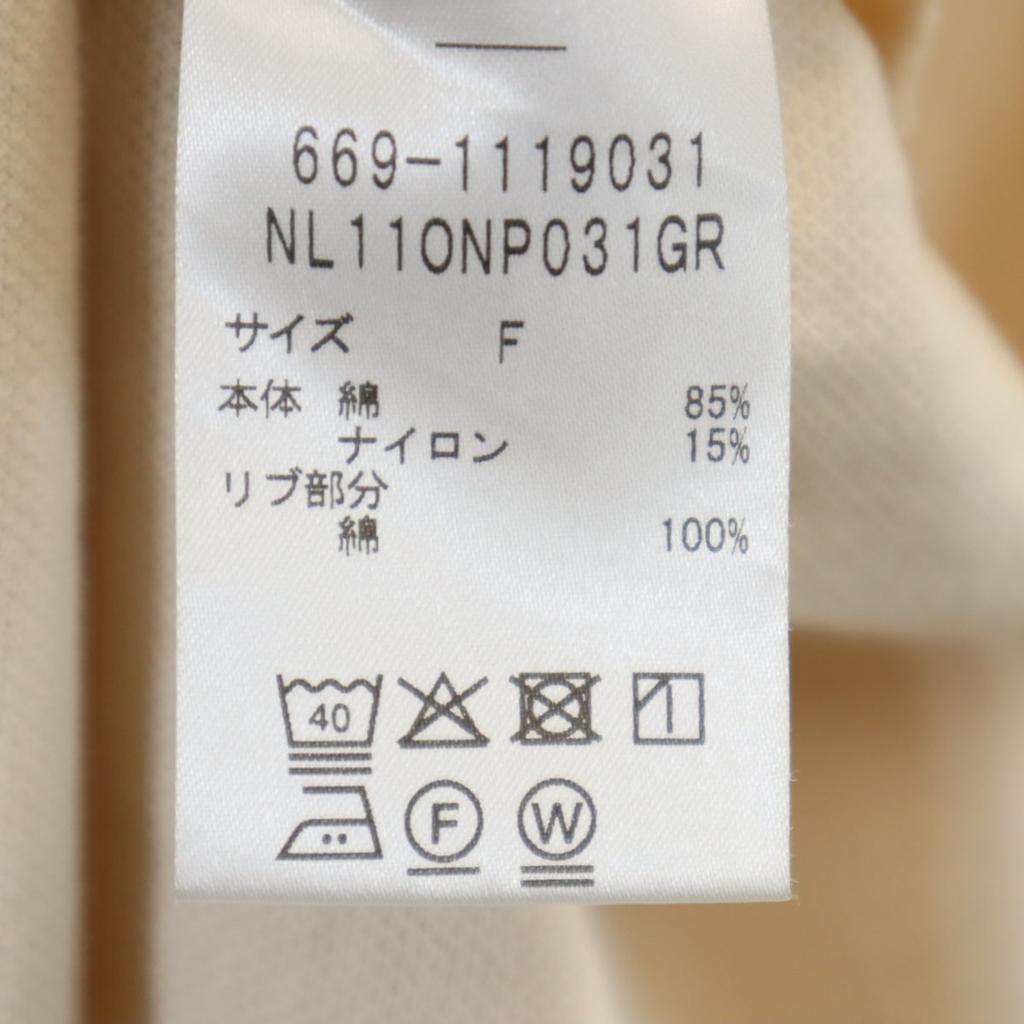 669-1119031
NL110NP031GR
サイズ F
本体 綿 85%
ナイロン 15%
リブ部分
綿 100%
40
F W